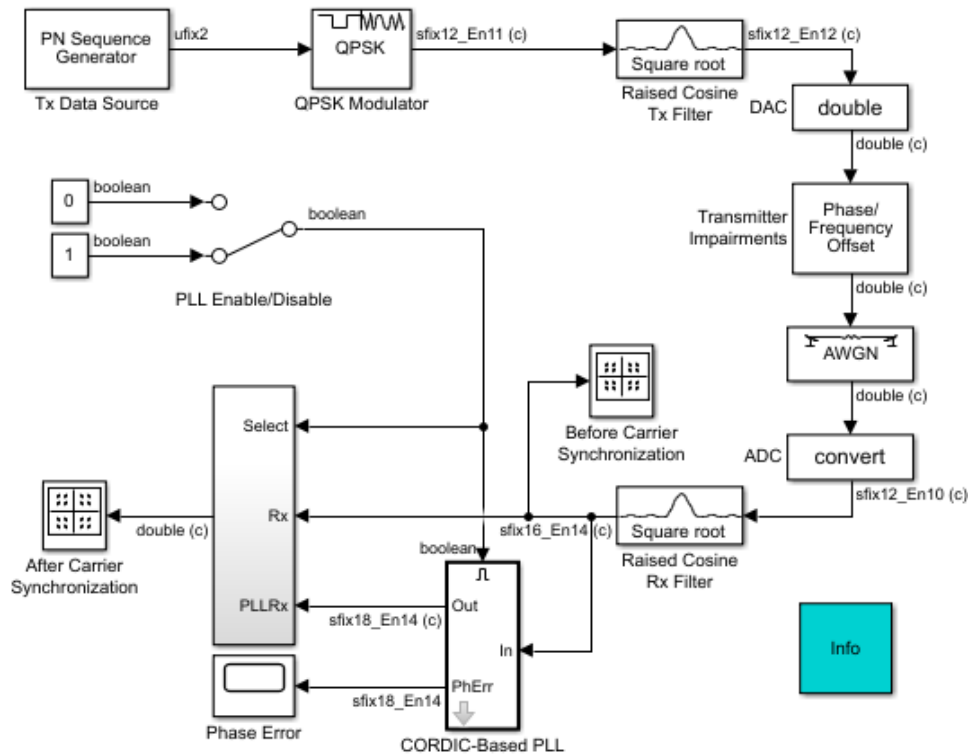 PN Sequence
Generator
Tx Data Source
ufix2
QPSK
QPSK Modulator
sfix12_En11 (c)
Square root
Raised Cosine
Tx Filter
sfix12_En12 (c)
DAC
double
double (c)
0
boolean
1
boolean
boolean
PLL Enable/Disable
Transmitter
Impairments
Phase/
Frequency
Offset
double (c)
AWGN
double (c)
Before Carrier
Synchronization
ADC
convert
sfix12_En10 (c)
Select
Rx
PLLRx
After Carrier
Synchronization
double (c)
sfix16_En14 (c)
Square root
Raised Cosine
Rx Filter
boolean
Out
In
PhErr
sfix18_En14 (c)
sfix18_En14
Phase Error
CORDIC-Based PLL
Info